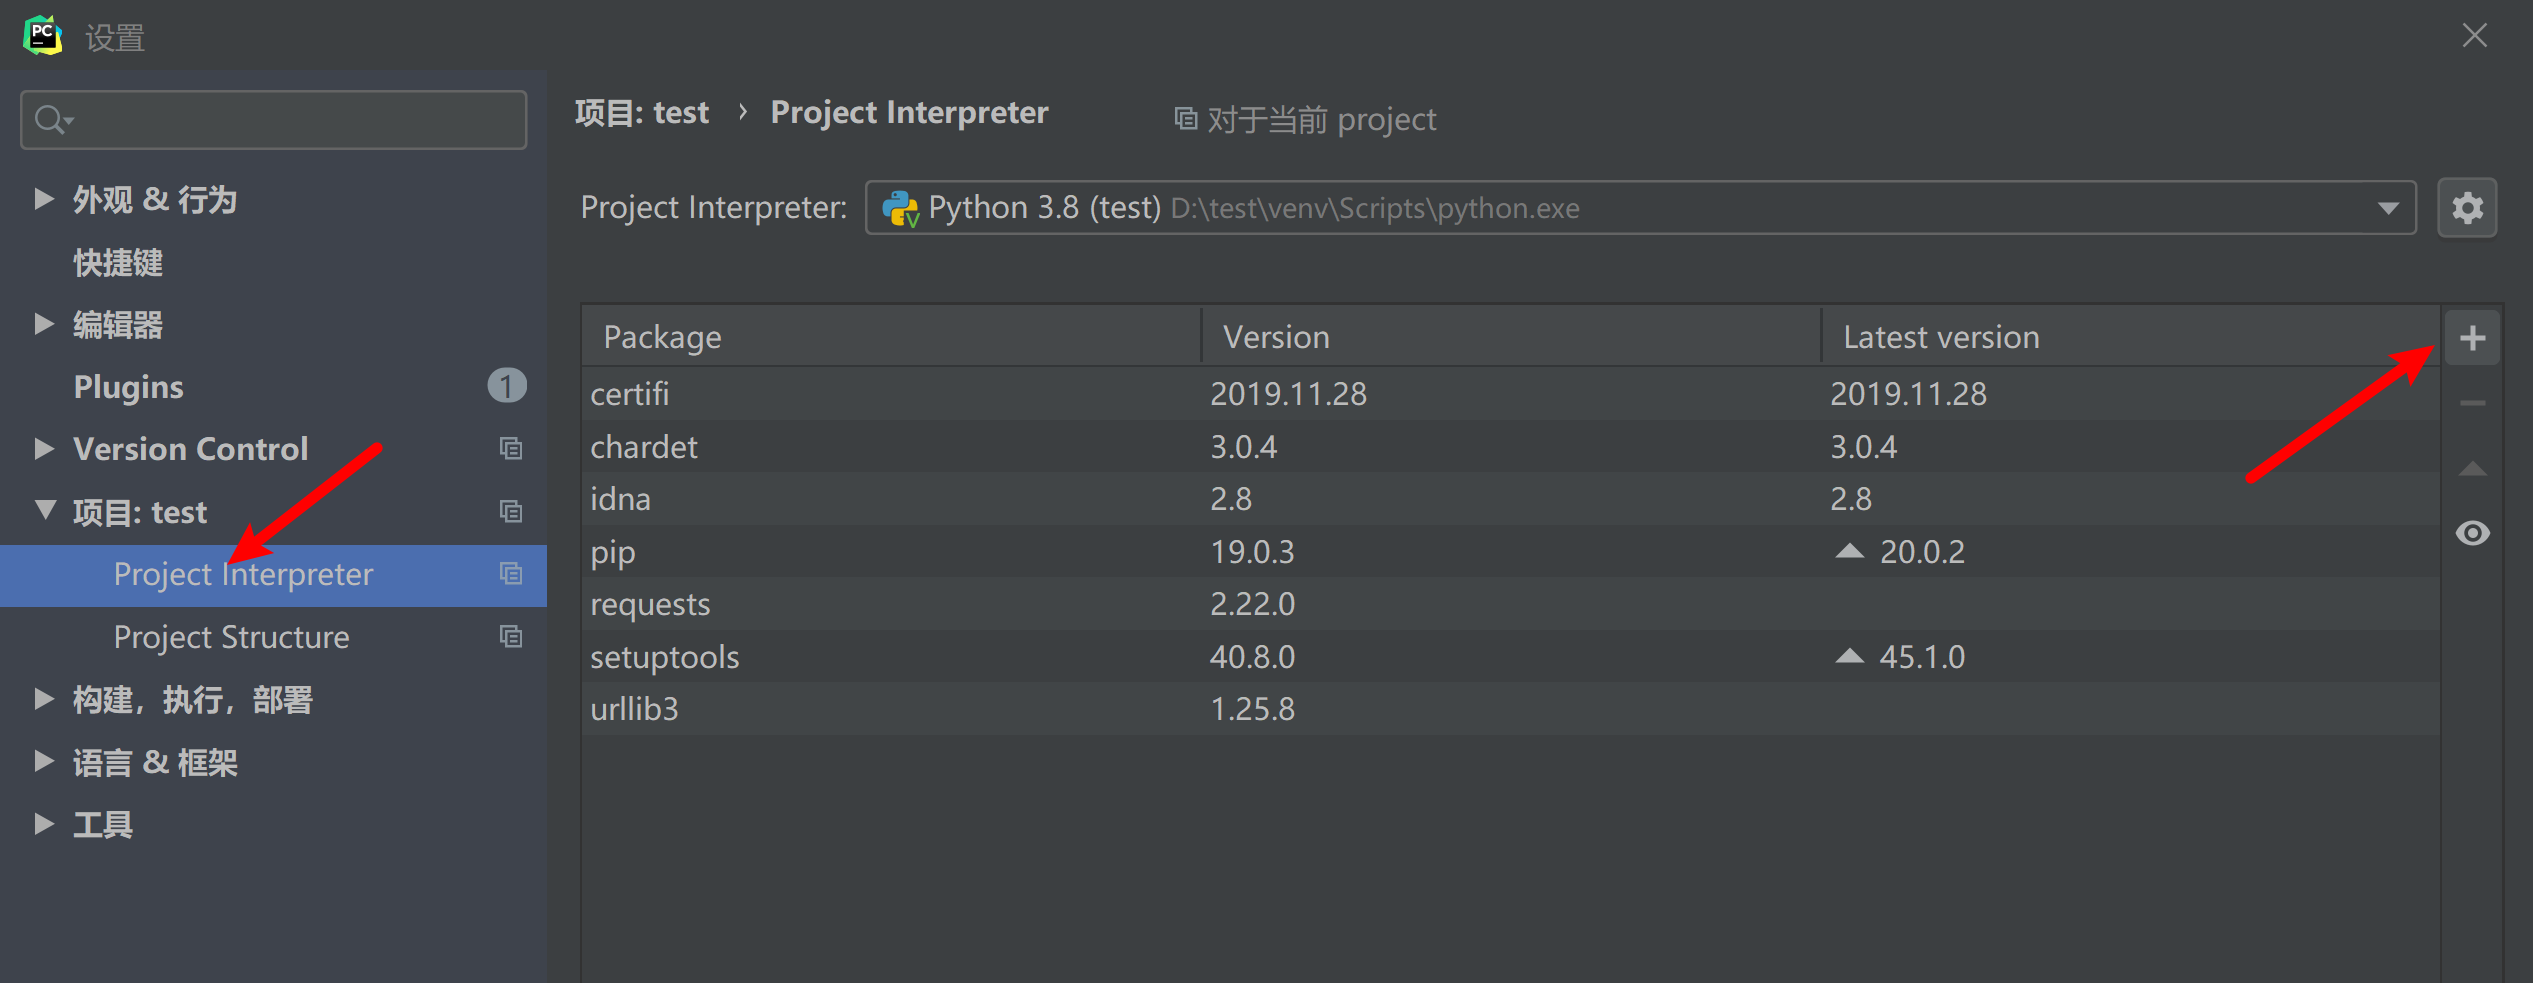 PC
设置
外观 & 行为
快捷键
编辑器
Plugins 1
Version Control
项目: test
Project Interpreter
Project Structure
构建，执行，部署
语言 & 框架
工具
项目: test › Project Interpreter 对于当前 project
Project Interpreter: Python 3.8 (test) D:\test\venv\Scripts\python.exe
Package Version Latest version
certifi 2019.11.28 2019.11.28
chardet 3.0.4 3.0.4
idna 2.8 2.8
pip 19.0.3 20.0.2
requests 2.22.0
setuptools 40.8.0 45.1.0
urllib3 1.25.8